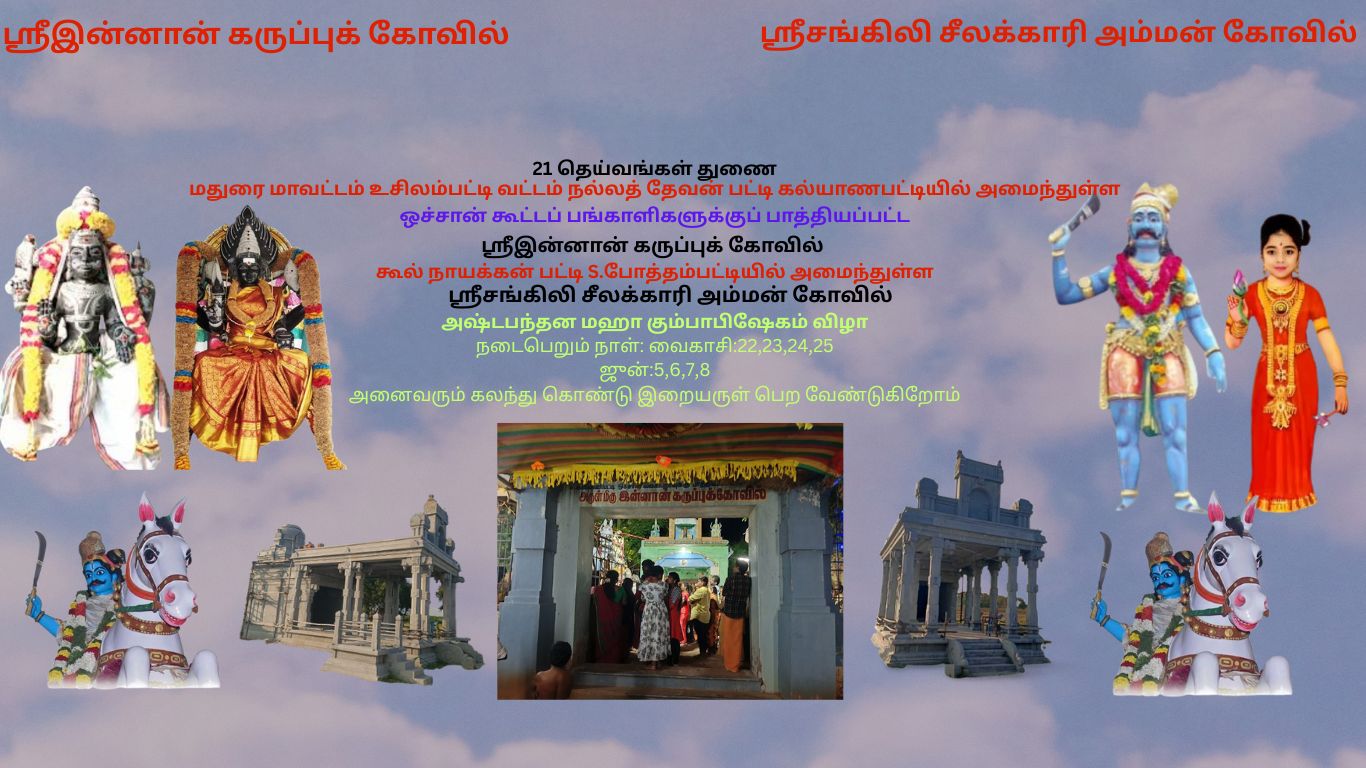 ஸ்ரீஇன்னான் கருப்புக் கோவில்
ஸ்ரீசங்கிலி சீலக்காரி அம்மன் கோவில்
21 தெய்வங்கள் துணை
மதுரை மாவட்டம் உசிலம்பட்டி வட்டம் நல்லத் தேவன் பட்டி கல்யாணபட்டியில் அமைந்துள்ள
ஒச்சான் கூட்டப் பங்காளிகளுக்குப் பாத்தியப்பட்ட
ஸ்ரீஇன்னான் கருப்புக் கோவில்
கூல் நாயக்கன் பட்டி S.போத்தம்பட்டியில் அமைந்துள்ள
ஸ்ரீசங்கிலி சீலக்காரி அம்மன் கோவில்
அஷ்டபந்தன மஹா கும்பாபிஷேகம் விழா
நடைபெறும் நாள்: வைகாசி:22,23,24,25
ஜுன்:5,6,7,8
அனைவரும் கலந்து கொண்டு இறையருள் பெற வேண்டுகிறோம்
அருள்மிகு இன்னான் கருப்புகோவில்